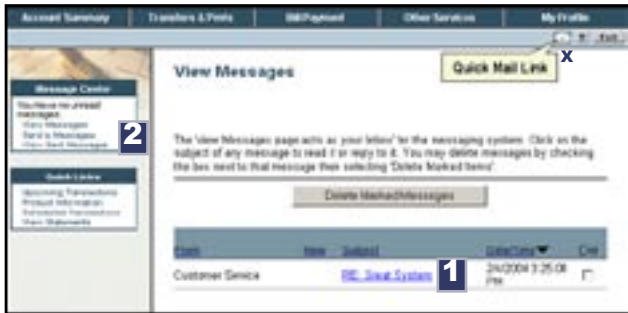 Account Summary Transfers & Pmts Bill Payment Other Services My Profile
? Exit
x
Quick Mail Link
View Messages
Message Center
You have no unread
messages.
View Messages
Send a Message
View Sent Messages
2
The 'View Messages' page acts as your 'inbox' for the messaging system. Click on the
subject of any message to read it or reply to it. You may delete messages by checking
the box next to that message then selecting 'Delete Marked Items'.
Quick Links
Upcoming Transactions
Product Information
Scheduled Transactions
View Statements
Delete Marked Messages
From New Subject Date/Time Del
Customer Service RE: Great System 1 2/4/2004 3:25:08
PM